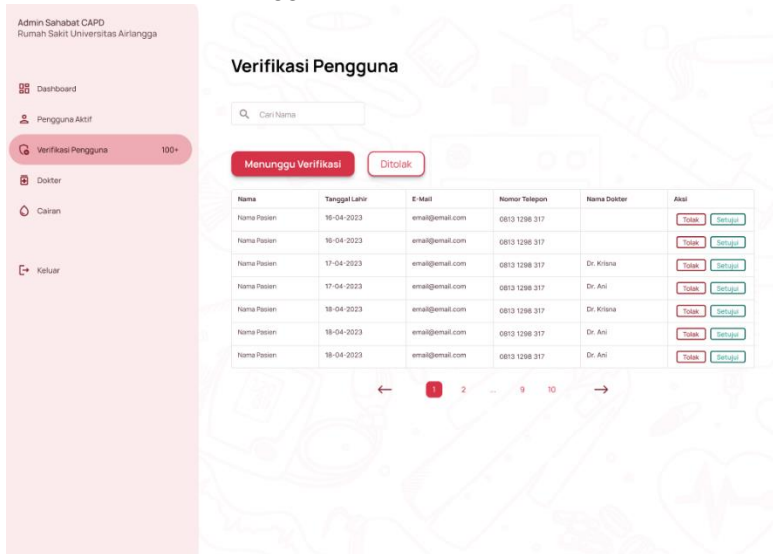 Admin Sahabat CAPD
Rumah Sakit Universitas Airlangga
Dashboard
Pengguna Aktif
Verifikasi Pengguna 100+
Dokter
Cairan
Keluar
Verifikasi Pengguna
Cari Nama
Menunggu Verifikasi Ditolak
Nama Tanggal Lahir E-Mail Nomor Telepon Nama Dokter Aksi
Nama Pasien 16-04-2023 email@email.com 0813 1298 317 Tolak Setujui
Nama Pasien 16-04-2023 email@email.com 0813 1298 317 Tolak Setujui
Nama Pasien 17-04-2023 email@email.com 0813 1298 317 Dr. Krisna Tolak Setujui
Nama Pasien 17-04-2023 email@email.com 0813 1298 317 Dr. Ani Tolak Setujui
Nama Pasien 18-04-2023 email@email.com 0813 1298 317 Dr. Krisna Tolak Setujui
Nama Pasien 18-04-2023 email@email.com 0813 1298 317 Dr. Ani Tolak Setujui
Nama Pasien 18-04-2023 email@email.com 0813 1298 317 Dr. Ani Tolak Setujui
← 1 2 ... 9 10 →